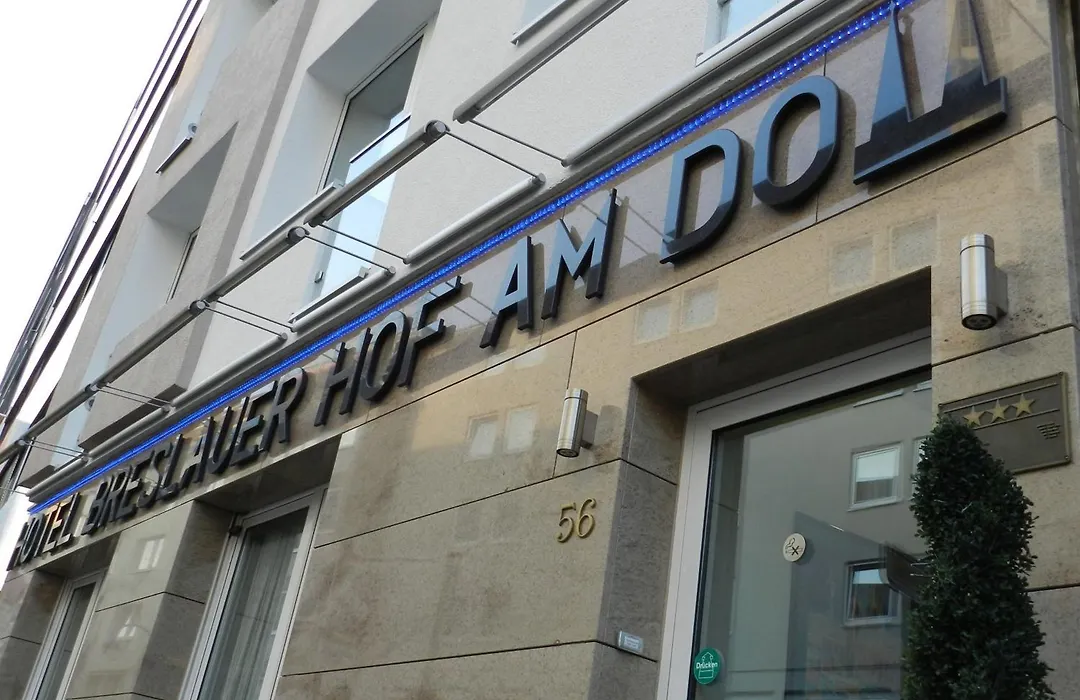 HOTEL BRESLAUER HOF AM DOM
56
Drücken